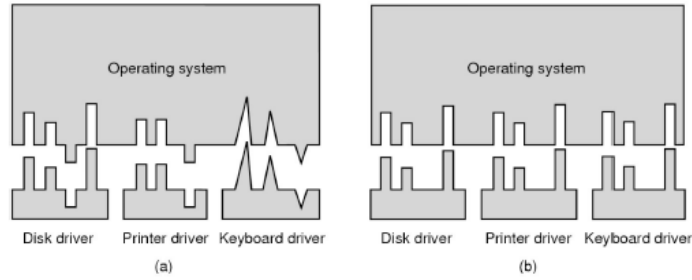 Operating system
Operating system
Disk driver Printer driver Keyboard driver
Disk driver Printer driver Keyboard driver
(a)
(b)